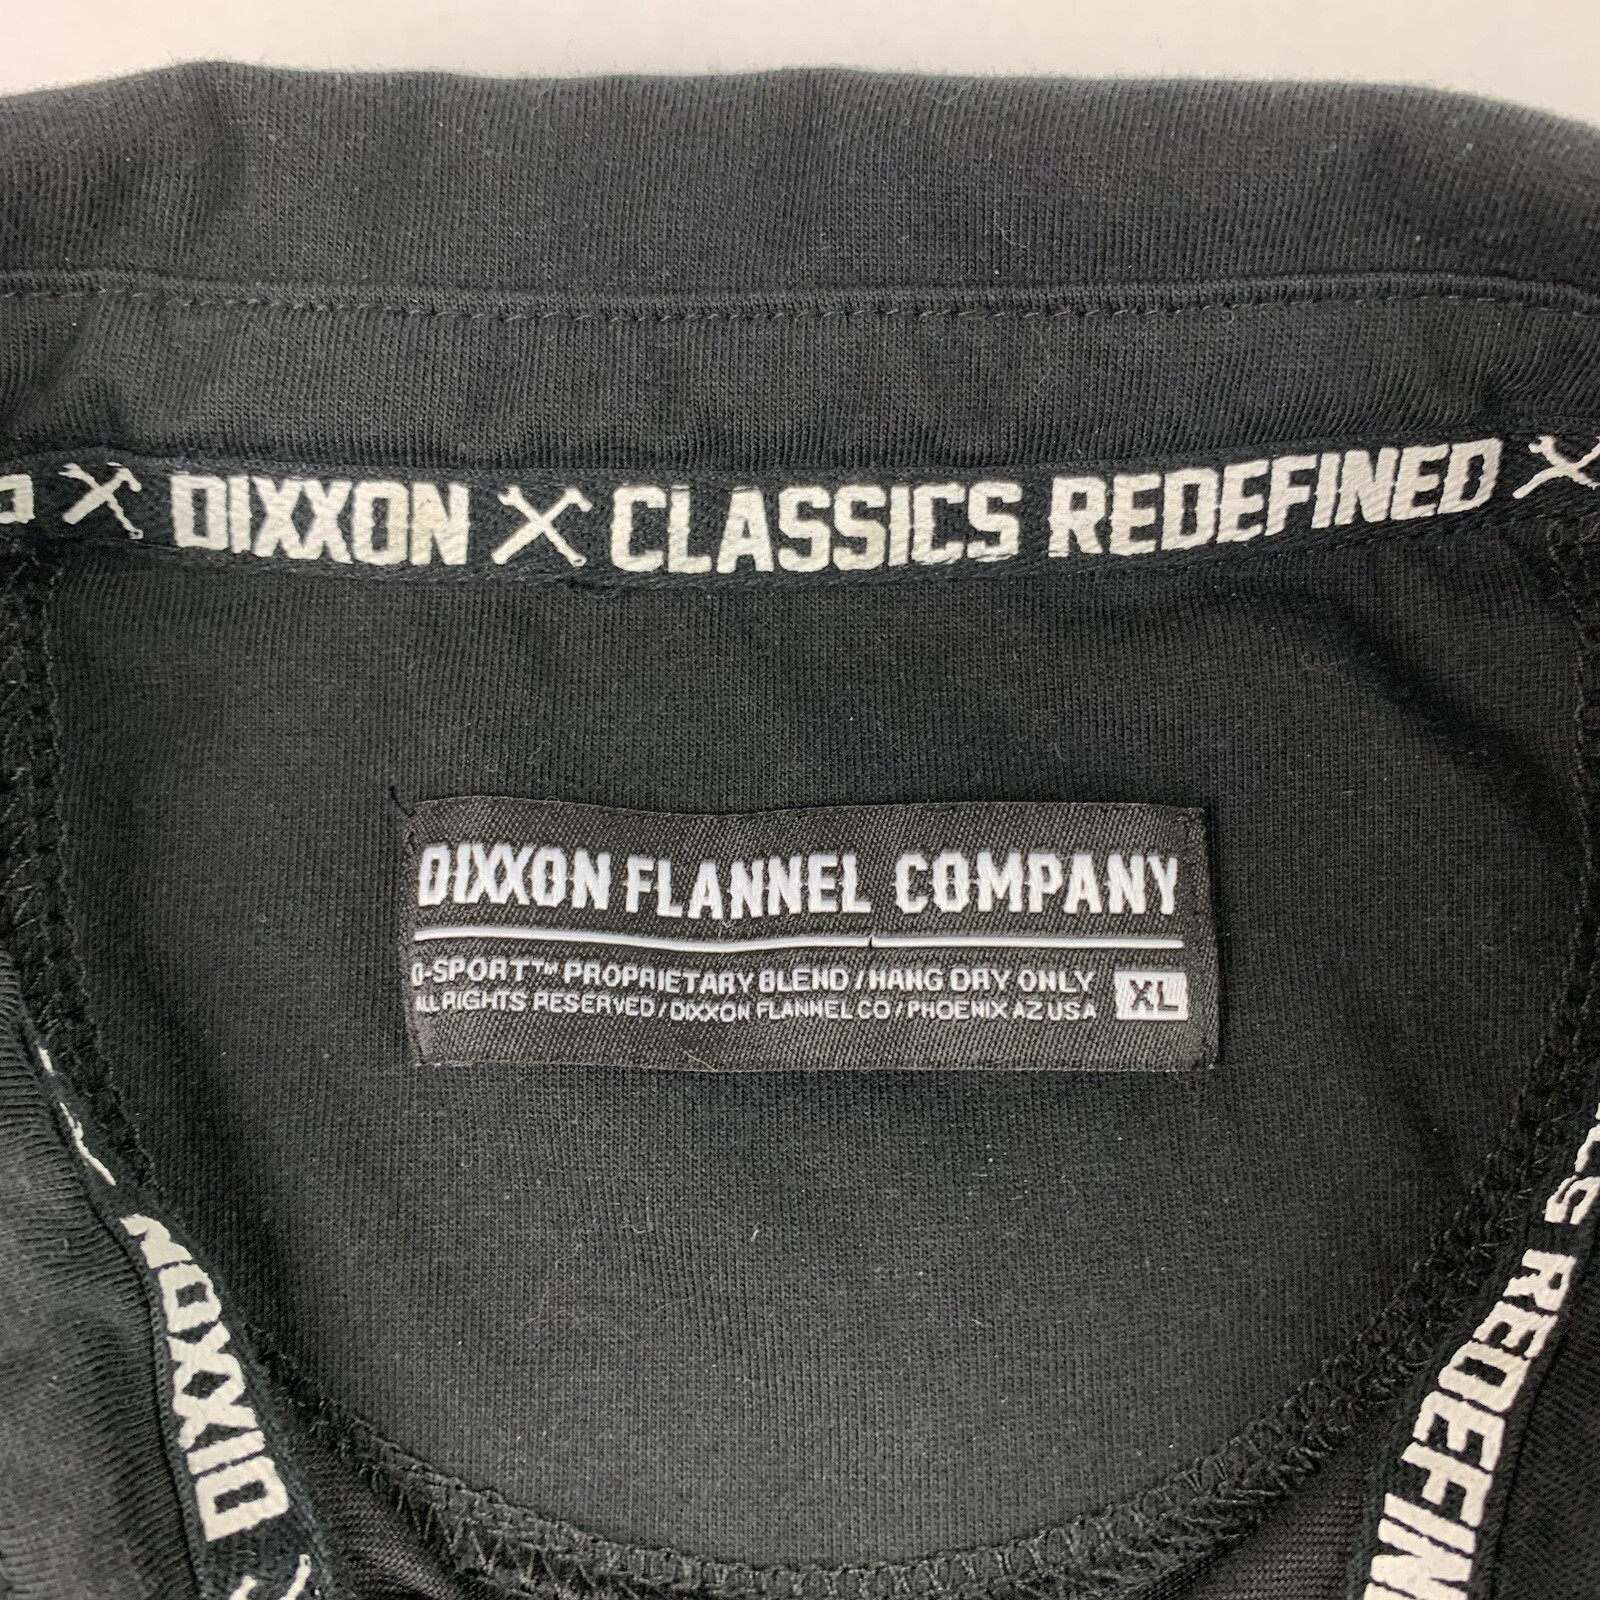 DIXXON CLASSICS REDEFINED
DIXXON FLANNEL COMPANY
D-SPORT™ PROPRIETARY BLEND / HANG DRY ONLY
ALL RIGHTS RESERVED / DIXXON FLANNEL CO / PHOENIX AZ USA
XL
DIXXON
REDEFIN